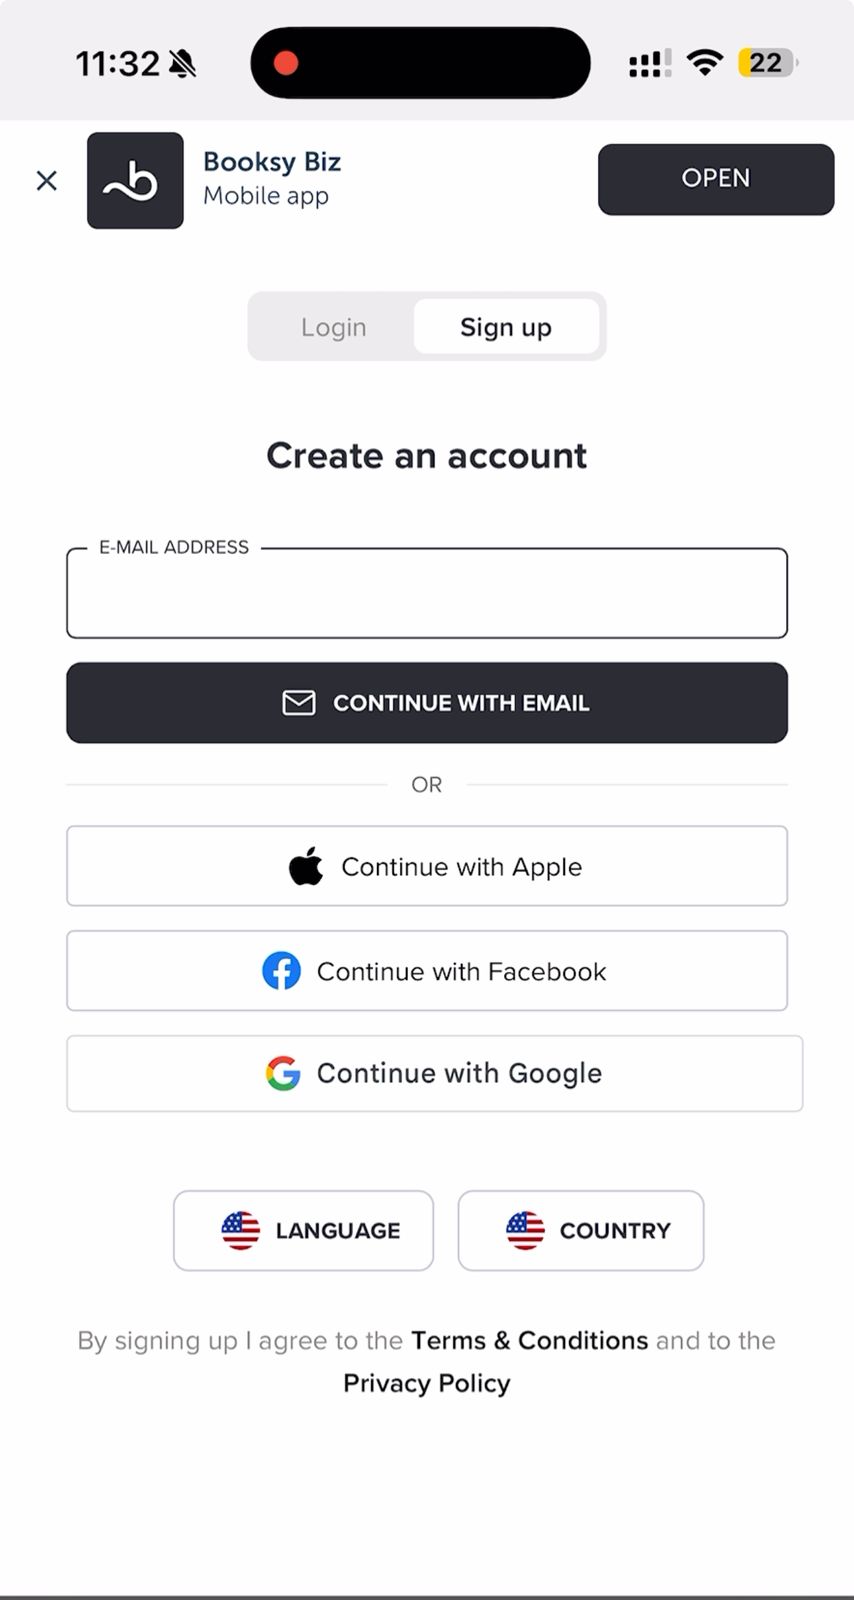 11:32
22
Booksy Biz
Mobile app
OPEN
Login
Sign up
Create an account
E-MAIL ADDRESS
CONTINUE WITH EMAIL
OR
Continue with Apple
Continue with Facebook
Continue with Google
LANGUAGE
COUNTRY
By signing up I agree to the Terms & Conditions and to the
Privacy Policy